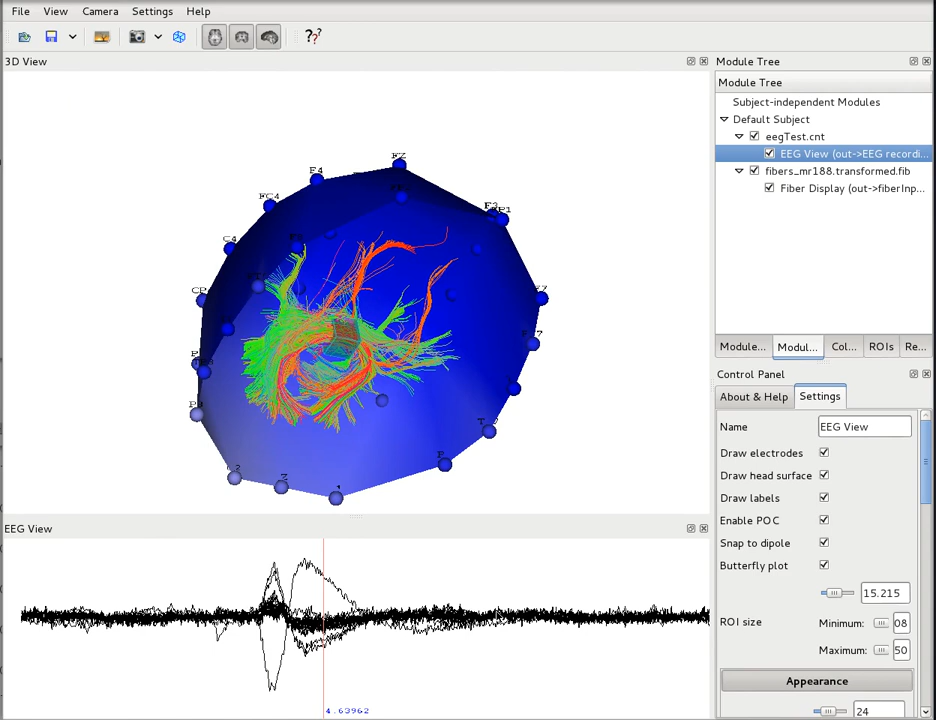 File View Camera Settings Help
3D View
Module Tree
Module Tree
Subject-independent Modules
Default Subject
eegTest.cnt
EEG View (out->EEG recordi...
fibers_mr188.transformed.fib
Fiber Display (out->fiberInp...
FZ
F4
FC4
C4
CP
Module... Modul... Col... ROIs Re...
Control Panel
About & Help Settings
Name EEG View
Draw electrodes
Draw head surface
Draw labels
Enable POC
Snap to dipole
Butterfly plot
15.215
ROI size Minimum: 08
Maximum: 50
Appearance
24
EEG View
4.63962